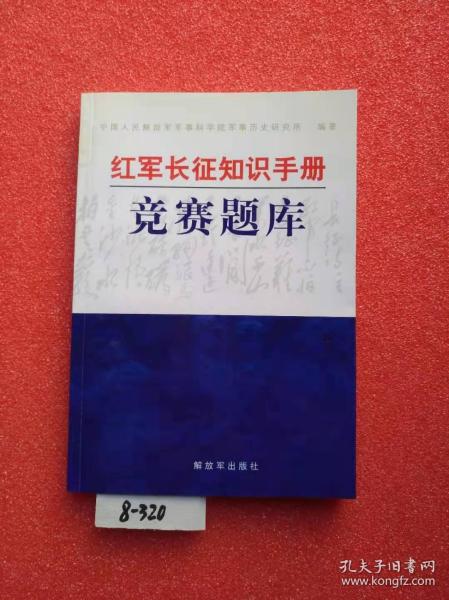 中国人民解放军军事科学院军事历史研究所 编著
红军长征知识手册
竞赛题库
解放军出版社
8-320
孔夫子旧书网
www.kongfz.com